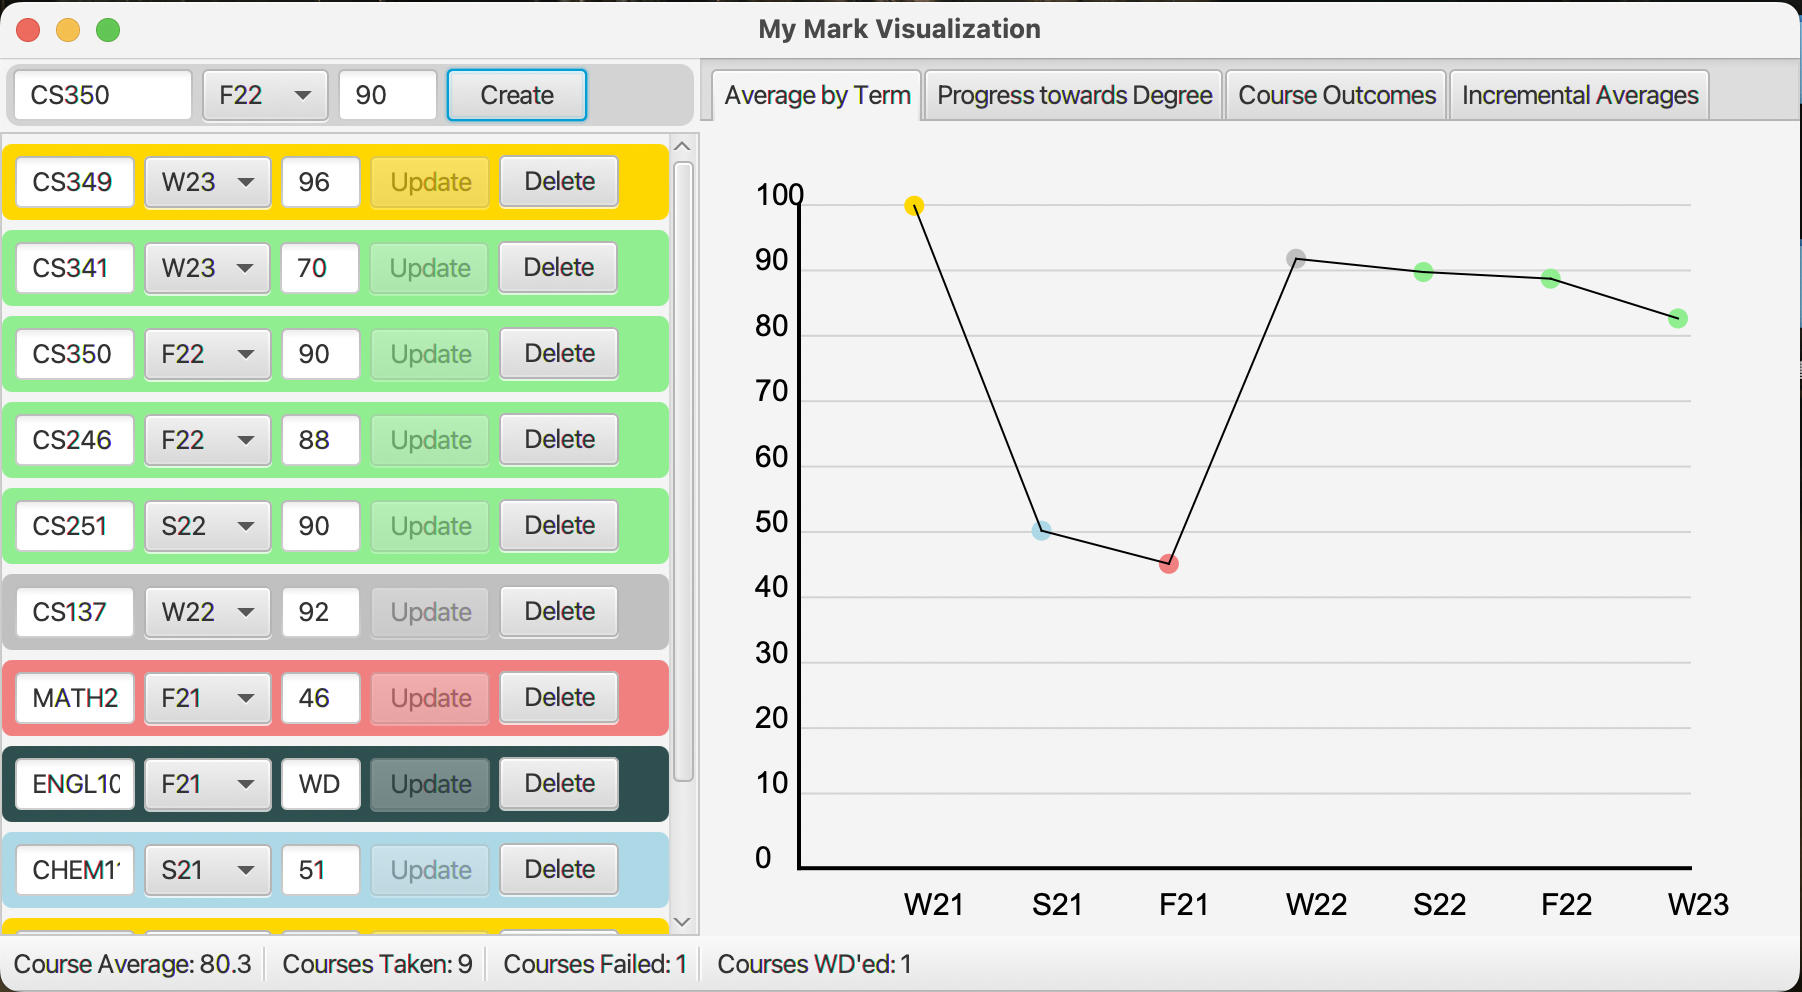 My Mark Visualization
CS350 F22 90 Create
CS349 W23 96 Update Delete
CS341 W23 70 Update Delete
CS350 F22 90 Update Delete
CS246 F22 88 Update Delete
CS251 S22 90 Update Delete
CS137 W22 92 Update Delete
MATH2 F21 46 Update Delete
ENGL10 F21 WD Update Delete
CHEM11 S21 51 Update Delete
Average by Term Progress towards Degree Course Outcomes Incremental Averages
100
90
80
70
60
50
40
30
20
10
0
W21 S21 F21 W22 S22 F22 W23
Course Average: 80.3 Courses Taken: 9 Courses Failed: 1 Courses WD'ed: 1